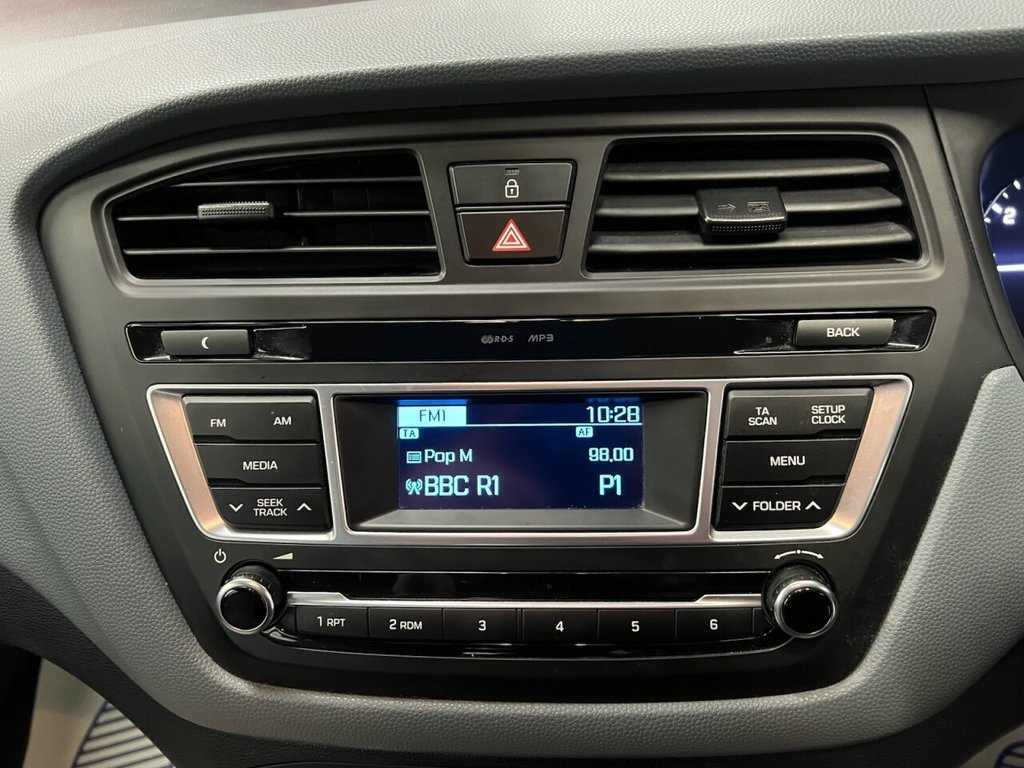 2
R·D·S MP3
BACK
FM AM
MEDIA
SEEK
TRACK
FM1 10:28
TA AF
Pop M 98.00
BBC R1 P1
TA
SCAN
SETUP
CLOCK
MENU
FOLDER
1 RPT 2 RDM 3 4 5 6